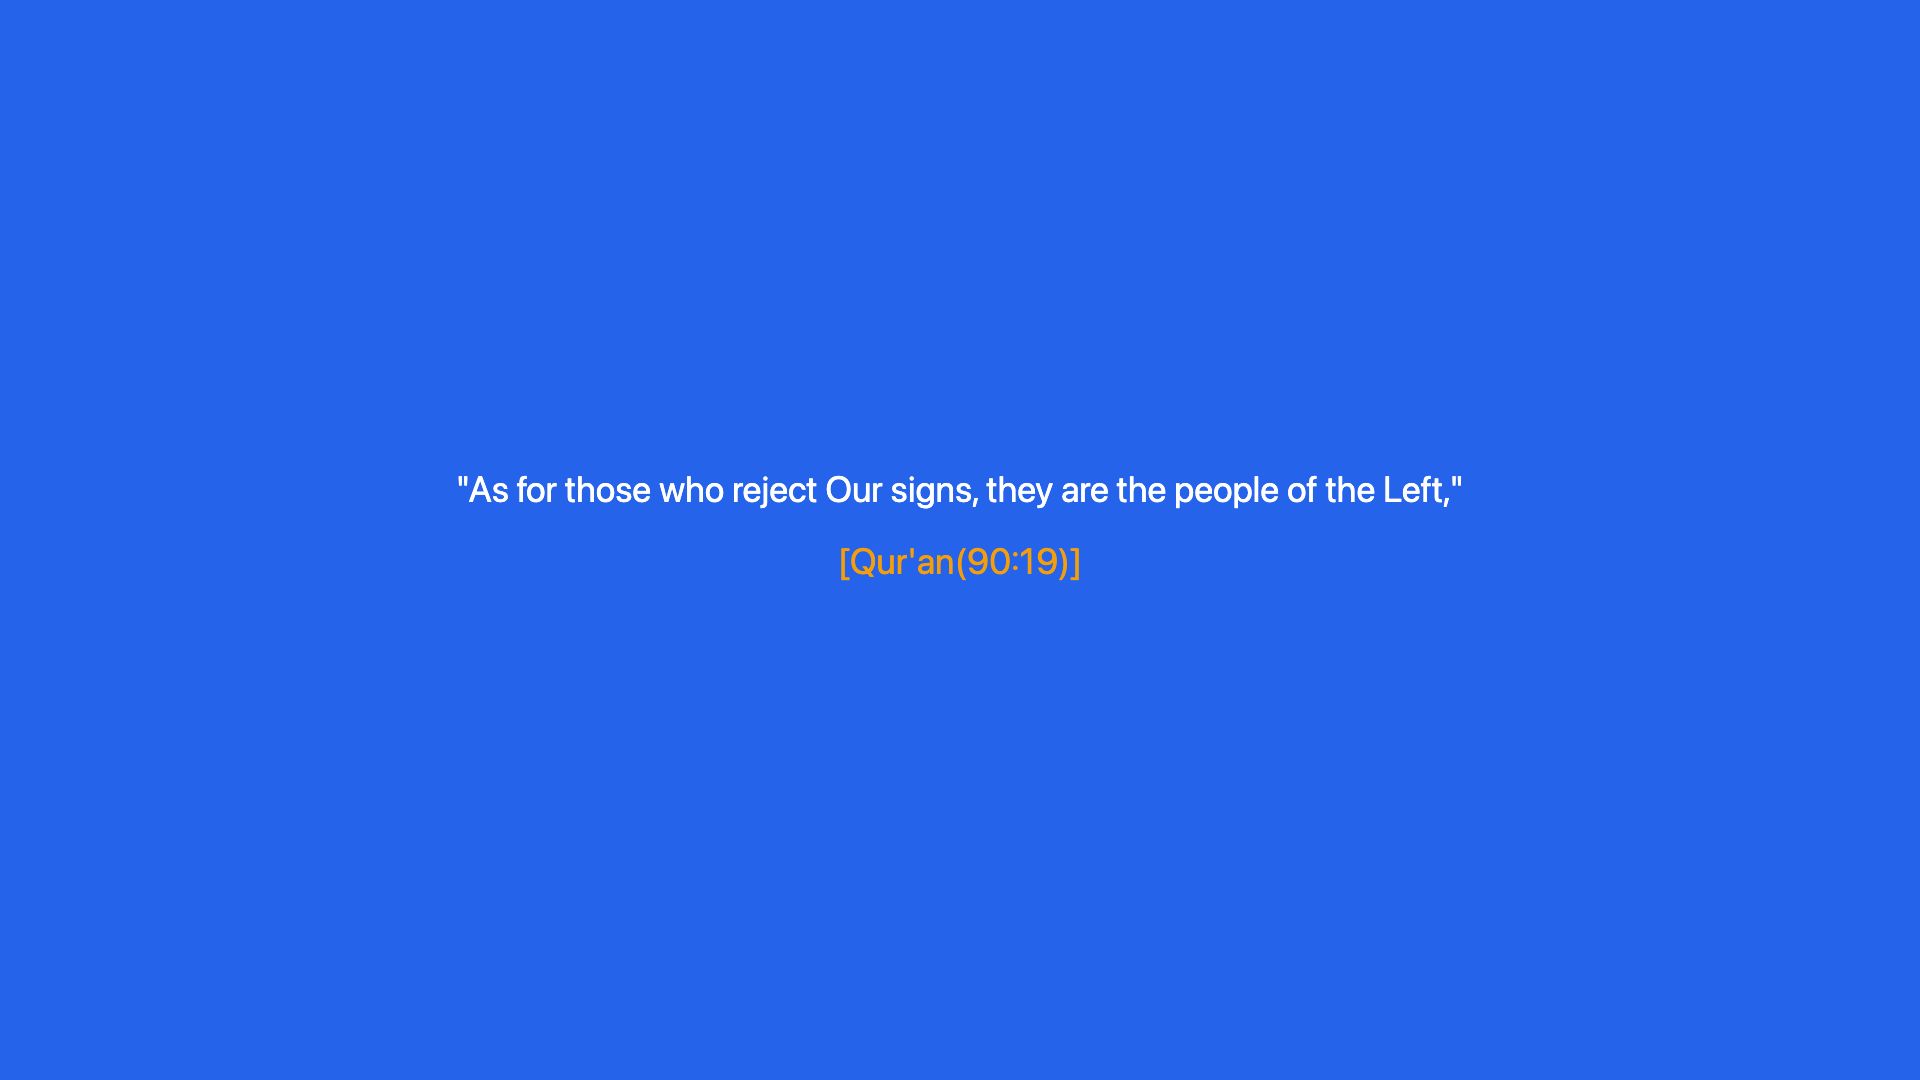 "As for those who reject Our signs, they are the people of the Left,"
[Qur'an(90:19)]